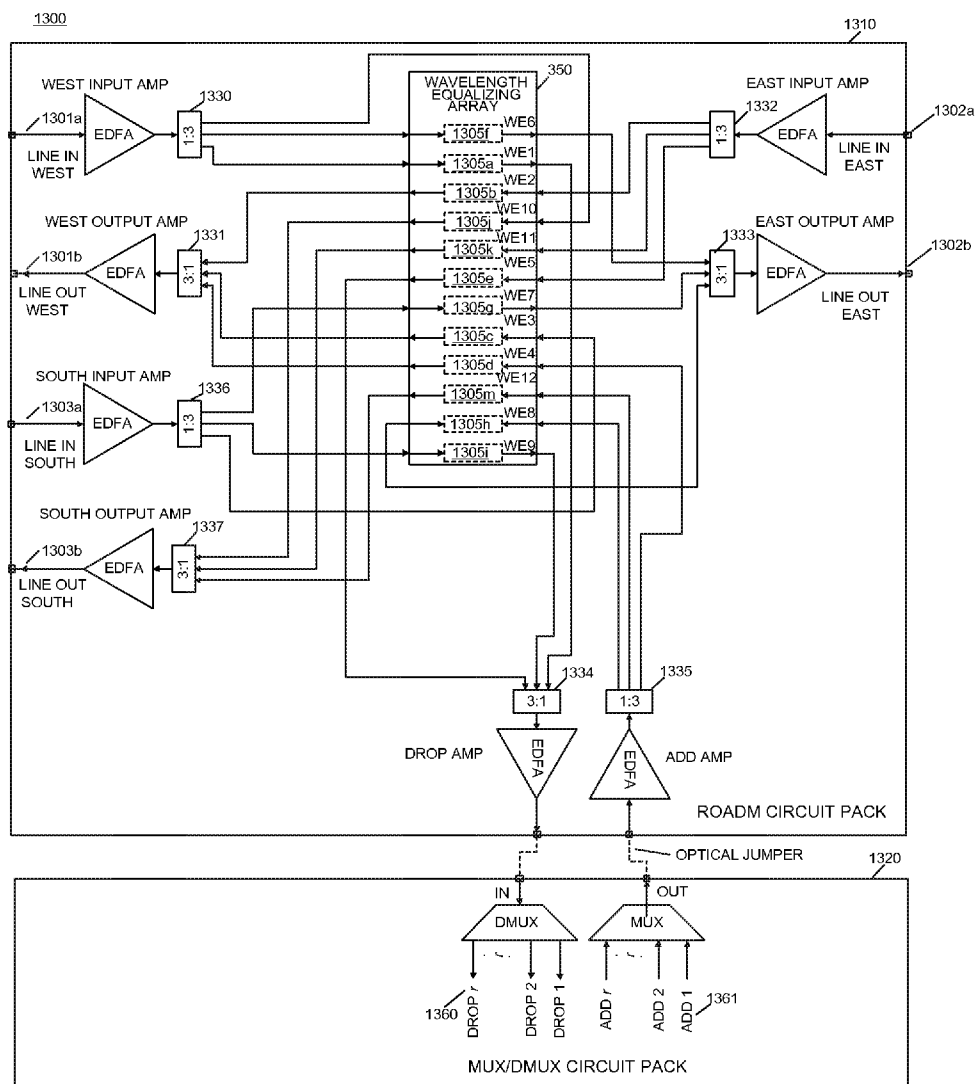 1300
1310
WEST INPUT AMP
1330
1301a
EDFA
1:3
LINE IN
WEST
WAVELENGTH
EQUALIZING
ARRAY
350
EAST INPUT AMP
1332
1302a
1:3
EDFA
LINE IN
EAST
1305f
WE6
1305a
WE1
1305b
WE2
1305j
WE10
1305k
WE11
1305e
WE5
1305g
WE7
1305c
WE3
1305d
WE4
1305m
WE12
1305h
WE8
1305i
WE9
WEST OUTPUT AMP
1331
1301b
EDFA
3:1
LINE OUT
WEST
EAST OUTPUT AMP
1333
1302b
3:1
EDFA
LINE OUT
EAST
SOUTH INPUT AMP
1336
1303a
EDFA
1:3
LINE IN
SOUTH
SOUTH OUTPUT AMP
1337
1303b
EDFA
3:1
LINE OUT
SOUTH
1334
3:1
1335
1:3
DROP AMP
EDFA
EDFA
ADD AMP
ROADM CIRCUIT PACK
OPTICAL JUMPER
1320
IN
OUT
DMUX
MUX
r
r
1360
DROP r
DROP 2
DROP 1
ADD r
ADD 2
ADD 1
1361
MUX/DMUX CIRCUIT PACK